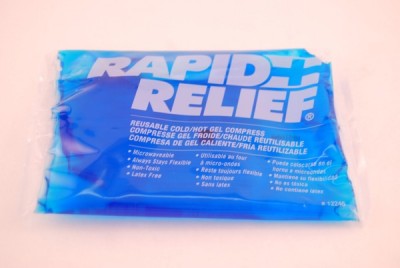 RAPID
RELIEF®
REUSABLE COLD/HOT GEL COMPRESS
COMPRESSE GEL FROIDE/CHAUDE REUTILISABLE
COMPRESA DE GEL CALIENTE/FRÍA REUTILIZABLE
• Microwaveable
• Always Stays Flexible
• Non-Toxic
• Latex Free
• Utilisable au four
à micro-ondes
• Reste toujours flexible
• Non toxique
• Sans latex
• Puede calentarse en el
horno a microondas
• Mantiene su flexibilidad
• No es tóxica
• No contiene latex